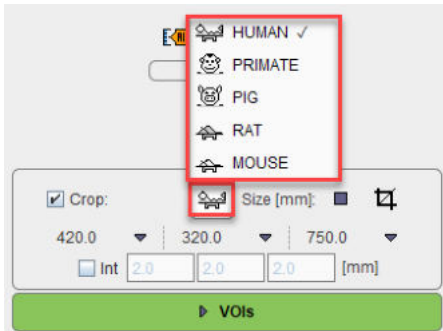 HUMAN ✓
PRIMATE
PIG
RAT
MOUSE
Crop: Size [mm]:
420.0 320.0 750.0
Int 2.0 2.0 2.0 [mm]
VOIs